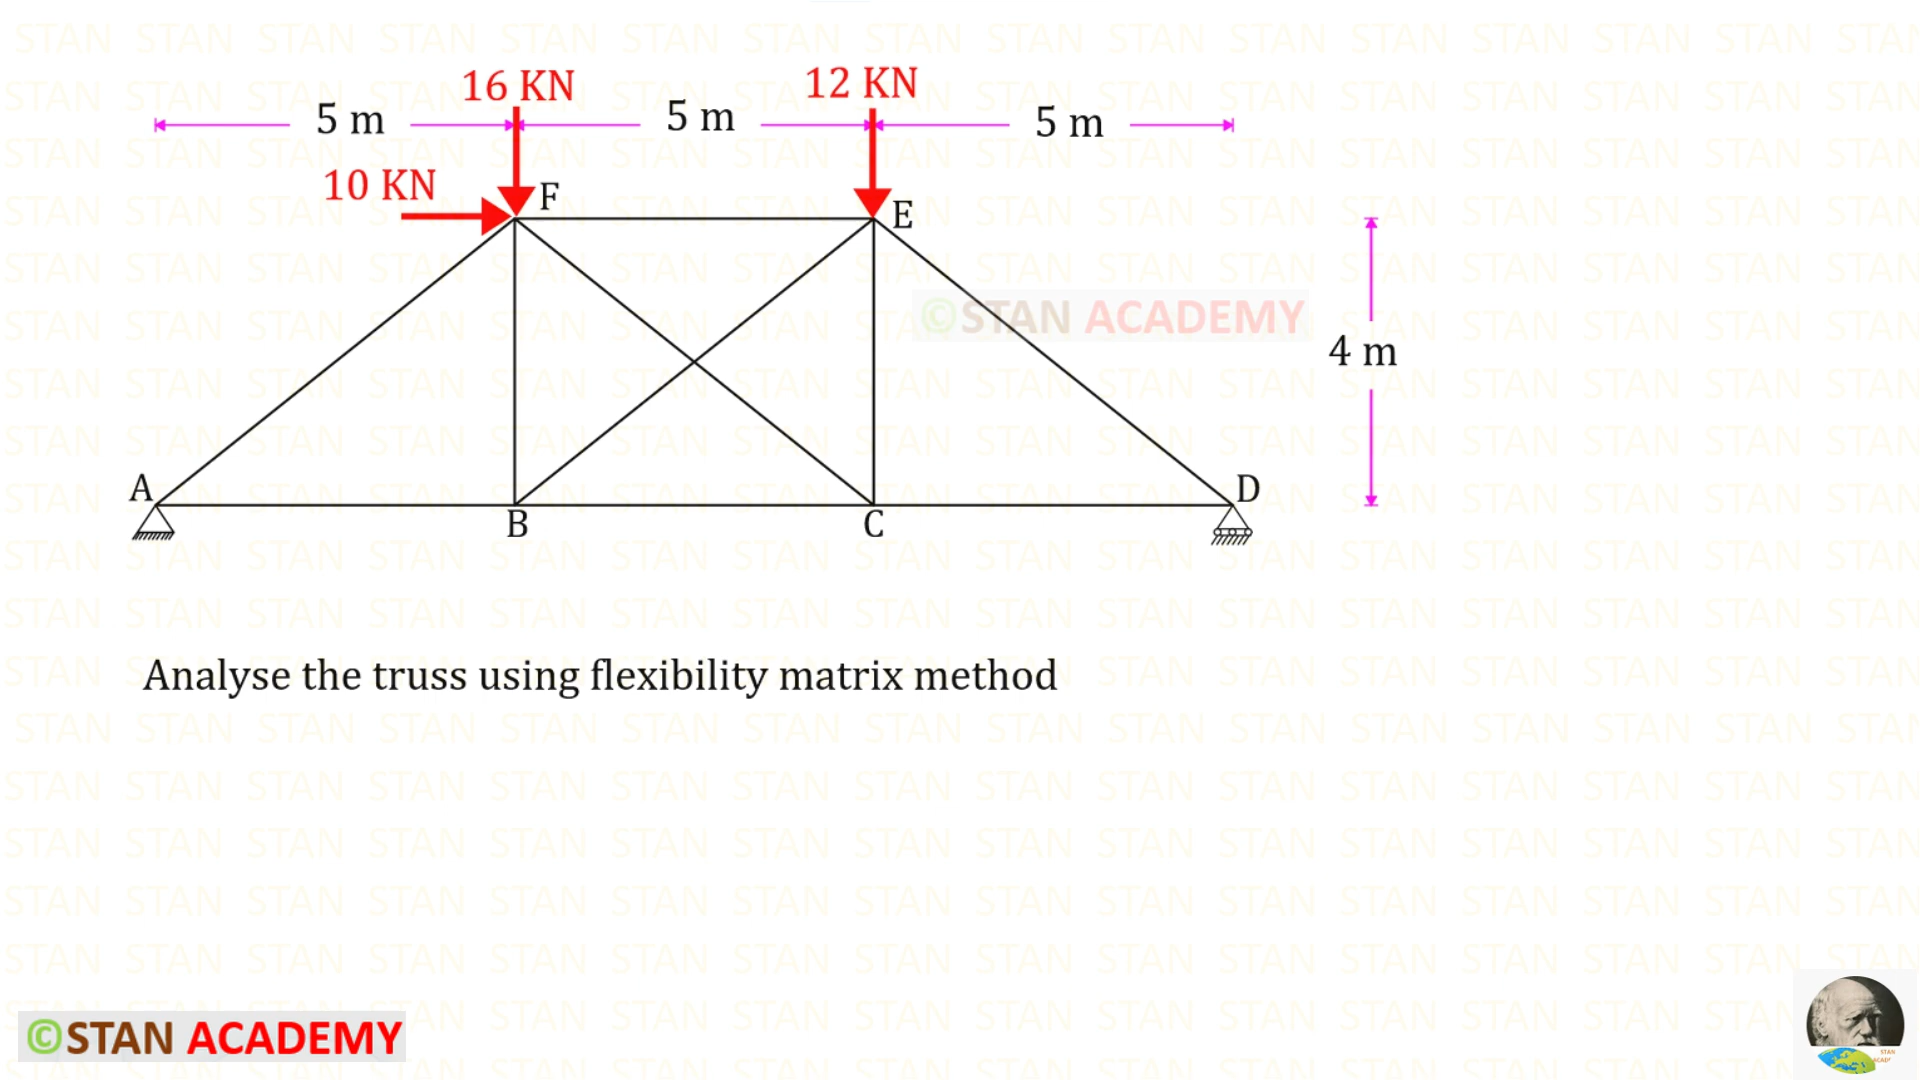 16 KN
12 KN
5 m
5 m
5 m
10 KN
F
E
©STAN ACADEMY
4 m
A
D
B
C
Analyse the truss using flexibility matrix method
©STAN ACADEMY